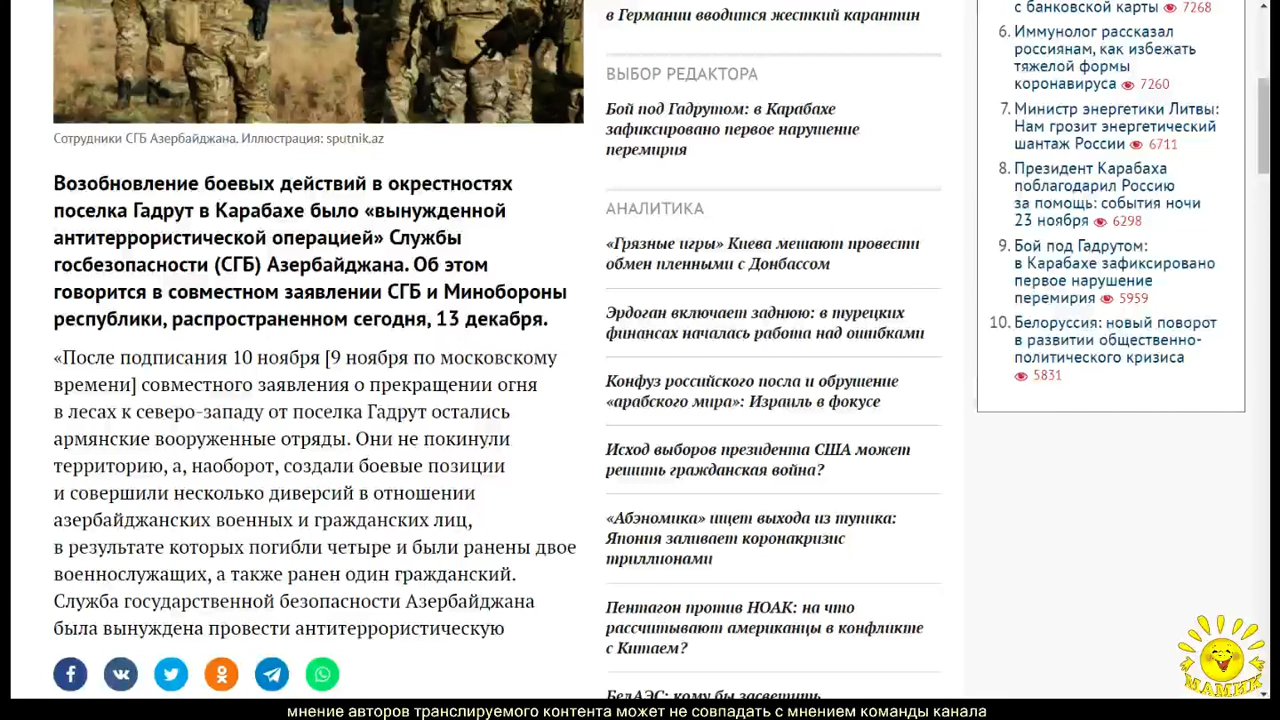 Сотрудники СГБ Азербайджана. Иллюстрация: sputnik.az
Возобновление боевых действий в окрестностях
поселка Гадрут в Карабахе было «вынужденной
антитеррористической операцией» Службы
госбезопасности (СГБ) Азербайджана. Об этом
говорится в совместном заявлении СГБ и Минобороны
республики, распространенном сегодня, 13 декабря.
«После подписания 10 ноября [9 ноября по московскому
времени] совместного заявления о прекращении огня
в лесах к северо-западу от поселка Гадрут остались
армянские вооруженные отряды. Они не покинули
территорию, а, наоборот, создали боевые позиции
и совершили несколько диверсий в отношении
азербайджанских военных и гражданских лиц,
в результате которых погибли четыре и были ранены двое
военнослужащих, а также ранен один гражданский.
Служба государственной безопасности Азербайджана
была вынуждена провести антитеррористическую
в Германии вводится жесткий карантин
ВЫБОР РЕДАКТОРА
Бой под Гадрутом: в Карабахе
зафиксировано первое нарушение
перемирия
АНАЛИТИКА
«Грязные игры» Киева мешают провести
обмен пленными с Донбассом
Эрдоган включает заднюю: в турецких
финансах началась работа над ошибками
Конфуз российского посла и обрушение
«арабского мира»: Израиль в фокусе
Исход выборов президента США может
решить гражданская война?
«Абэномика» ищет выхода из тупика:
Япония заливает коронакризис
триллионами
Пентагон против НОАК: на что
рассчитывают американцы в конфликте
с Китаем?
БелАЭС: кому бы засветить
с банковской карты 7268
6. Иммунолог рассказал
россиянам, как избежать
тяжелой формы
коронавируса 7260
7. Министр энергетики Литвы:
Нам грозит энергетический
шантаж России 6711
8. Президент Карабаха
поблагодарил Россию
за помощь: события ночи
23 ноября 6298
9. Бой под Гадрутом:
в Карабахе зафиксировано
первое нарушение
перемирия 5959
10. Белоруссия: новый поворот
в развитии общественно-
политического кризиса
5831
МАМИК
мнение авторов транслируемого контента может не совпадать с мнением команды канала